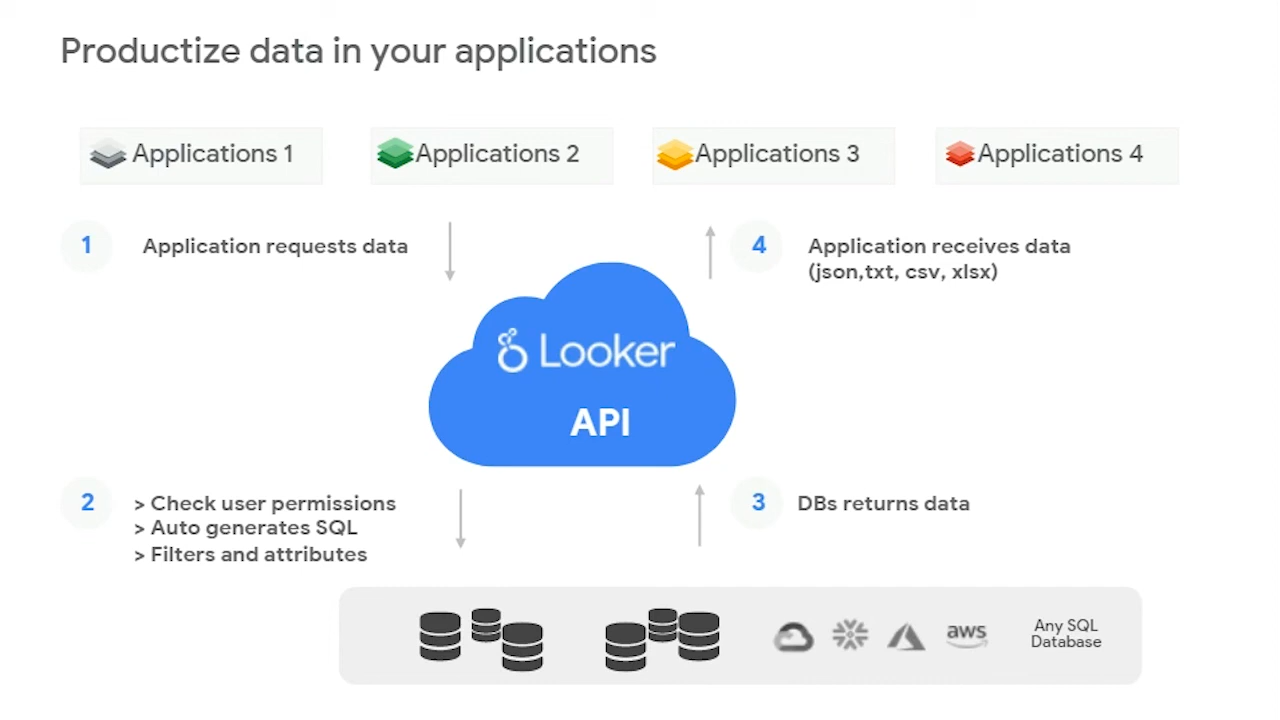 Productize data in your applications
Applications 1
Applications 2
Applications 3
Applications 4
1
Application requests data
4
Application receives data
(json,txt, csv, xlsx)
Looker
API
2
> Check user permissions
> Auto generates SQL
> Filters and attributes
3
DBs returns data
aws
Any SQL
Database